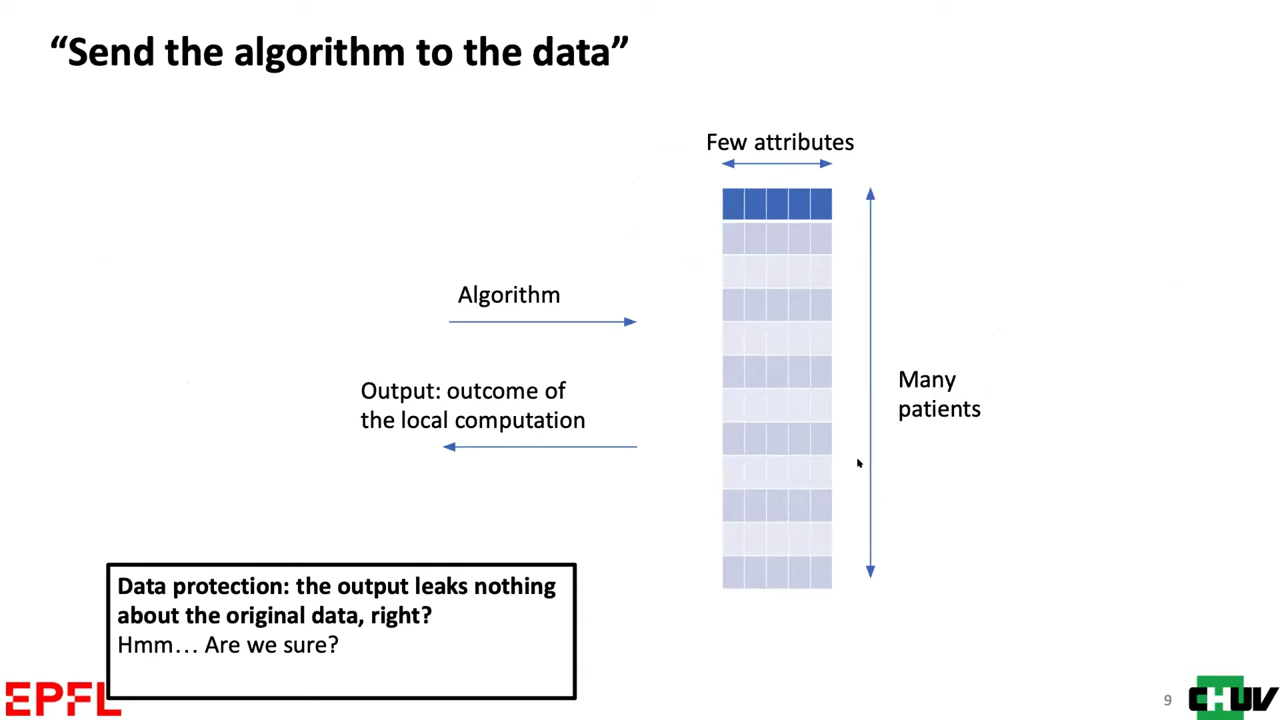 “Send the algorithm to the data”
Few attributes
Algorithm
Output: outcome of
the local computation
Many
patients
Data protection: the output leaks nothing
about the original data, right?
Hmm… Are we sure?
EPFL
9
CHUV